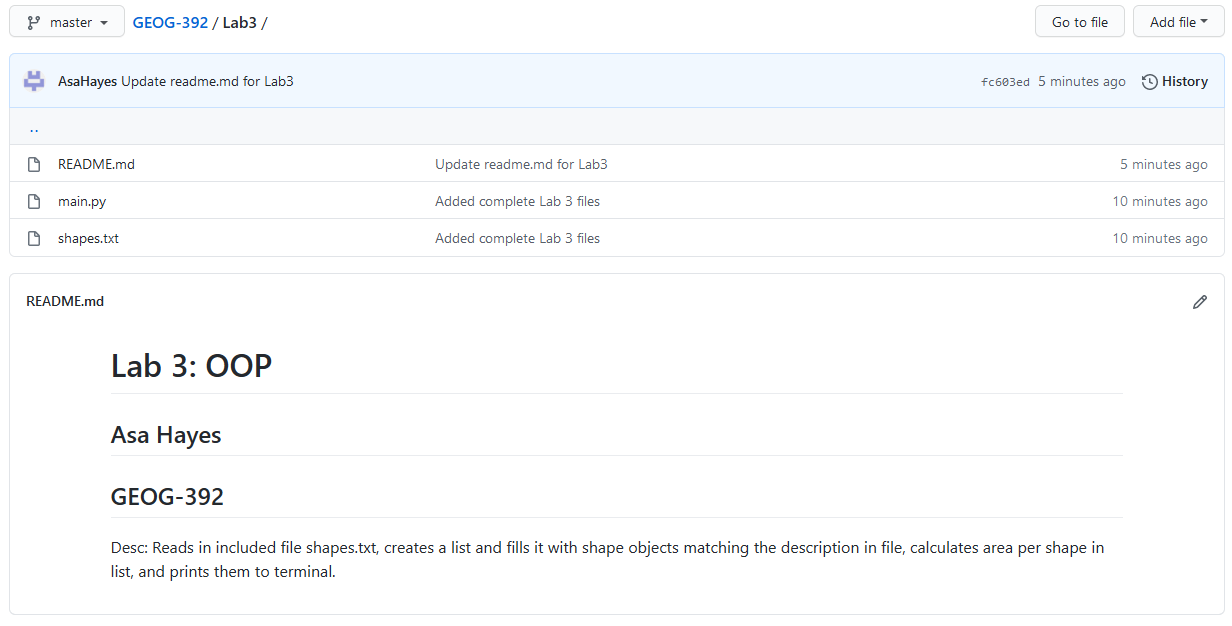 master GEOG-392 / Lab3 / Go to file Add file
AsaHayes Update readme.md for Lab3 fc603ed 5 minutes ago History
..
README.md Update readme.md for Lab3 5 minutes ago
main.py Added complete Lab 3 files 10 minutes ago
shapes.txt Added complete Lab 3 files 10 minutes ago
README.md
Lab 3: OOP
Asa Hayes
GEOG-392
Desc: Reads in included file shapes.txt, creates a list and fills it with shape objects matching the description in file, calculates area per shape in
list, and prints them to terminal.